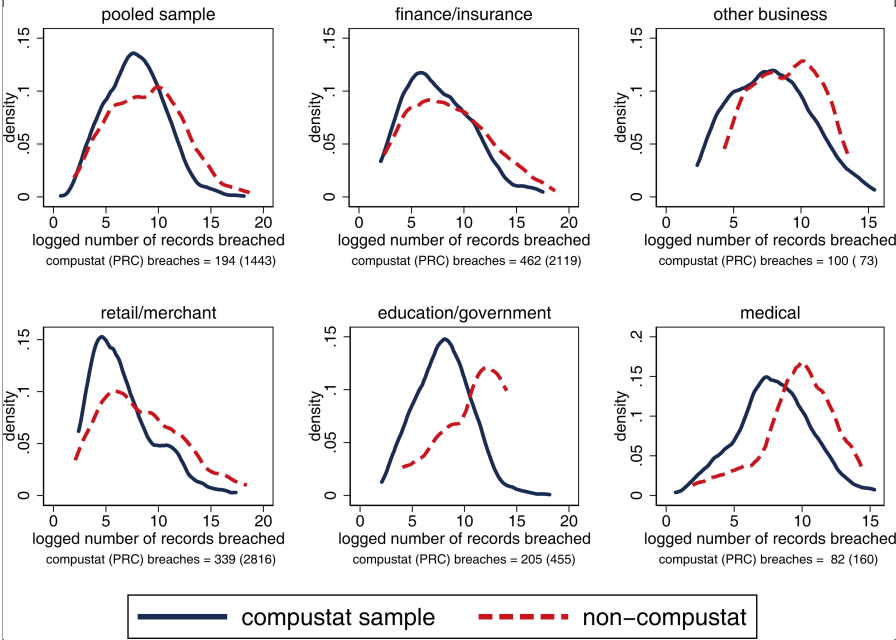 pooled sample
density
.15
.1
.05
0
0 5 10 15 20
logged number of records breached
compustat (PRC) breaches = 194 (1443)
finance/insurance
density
.15
.1
.05
0
0 5 10 15 20
logged number of records breached
compustat (PRC) breaches = 462 (2119)
other business
density
.15
.1
.05
0
0 5 10 15
logged number of records breached
compustat (PRC) breaches = 100 ( 73)
retail/merchant
density
.15
.1
.05
0
0 5 10 15 20
logged number of records breached
compustat (PRC) breaches = 339 (2816)
education/government
density
.15
.1
.05
0
0 5 10 15 20
logged number of records breached
compustat (PRC) breaches = 205 (455)
medical
density
.2
.15
.1
.05
0
0 5 10 15
logged number of records breached
compustat (PRC) breaches = 82 (160)
compustat sample non−compustat